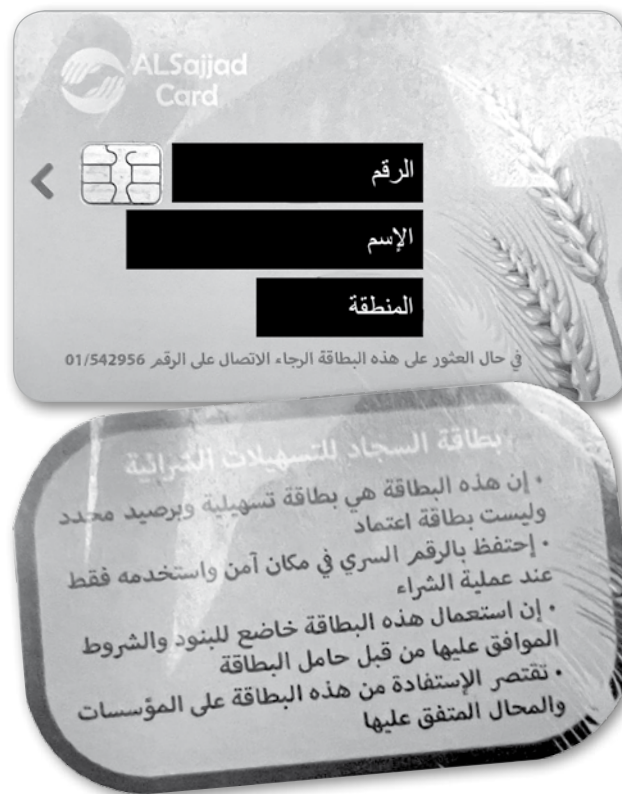 ALSajjad
Card
الرقم
الإسم
المنطقة
في حال العثور على هذه البطاقة الرجاء الاتصال على الرقم 01/542956
بطاقة السجاد للتسهيلات الشرائية
• إن هذه البطاقة هي بطاقة تسهيلية وبرصيد محدد
وليست بطاقة اعتماد
• إحتفظ بالرقم السري في مكان آمن واستخدمه فقط
عند عملية الشراء
• إن استعمال هذه البطاقة خاضع للبنود والشروط
الموافق عليها من قبل حامل البطاقة
• تقتصر الإستفادة من هذه البطاقة على المؤسسات
والمحال المتفق عليها